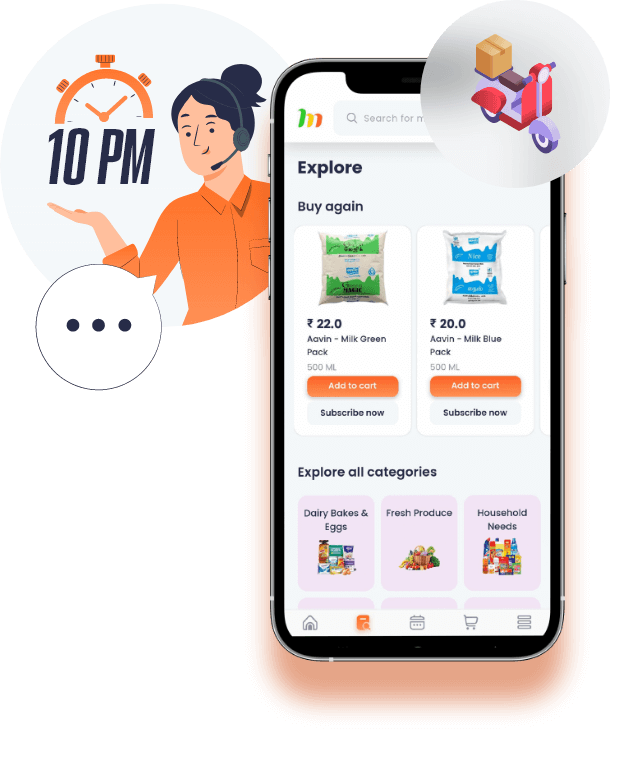 10 PM
m
Search for m
Explore
Buy again
₹ 22.0
Aavin - Milk Green
Pack
500 ML
Add to cart
Subscribe now
₹ 20.0
Aavin - Milk Blue
Pack
500 ML
Add to cart
Subscribe now
Explore all categories
Dairy Bakes &
Eggs
Fresh Produce
Household
Needs